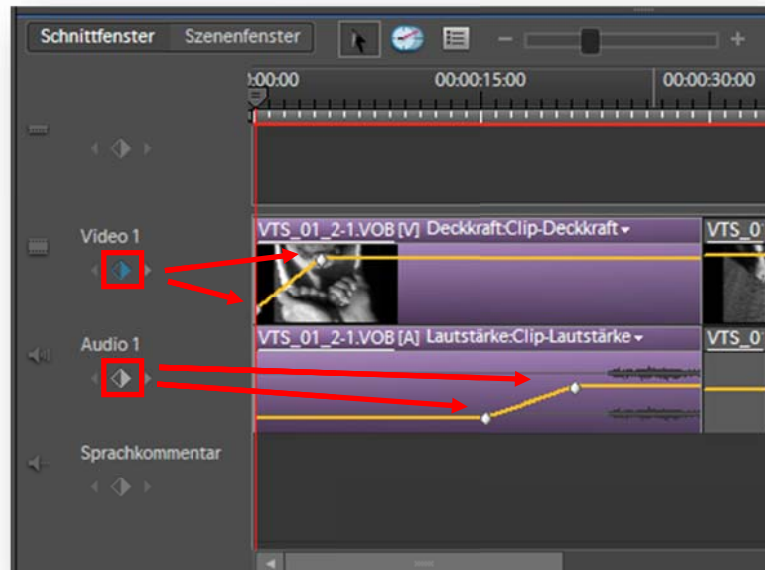 Schnittfenster Szenenfenster
:00:00 00:00:15:00 00:00:30:00
Video 1
VTS_01_2-1.VOB [V] Deckkraft:Clip-Deckkraft VTS_0
Audio 1
VTS_01_2-1.VOB [A] Lautstärke:Clip-Lautstärke VTS_0
Sprachkommentar